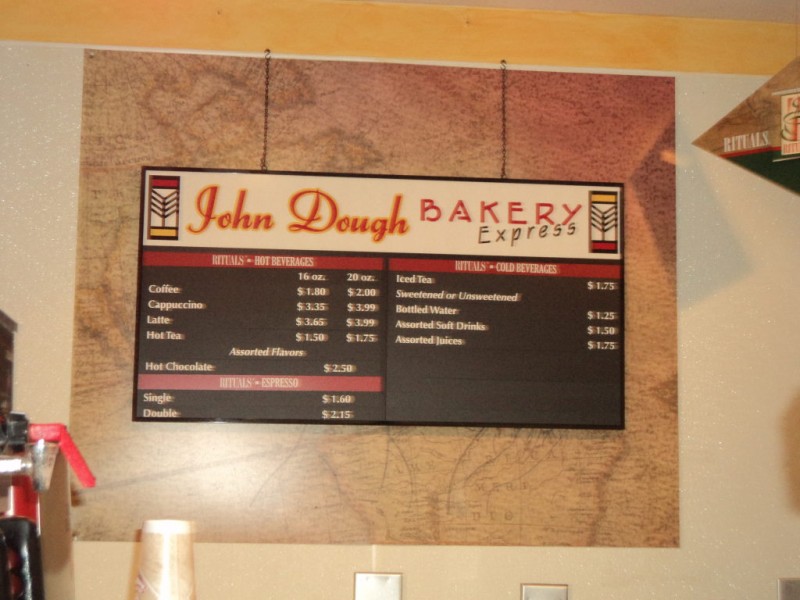 John Dough BAKERY
Express
RITUALS HOT BEVERAGES
16 oz. 20 oz.
Coffee $1.80 $2.00
Cappuccino $3.35 $3.99
Latte $3.65 $3.99
Hot Tea $1.50 $1.75
Assorted Flavors
Hot Chocolate $2.50
RITUALS ESPRESSO
Single $1.60
Double $2.15
RITUALS COLD BEVERAGES
Iced Tea $1.75
Sweetened or Unsweetened
Bottled Water $1.25
Assorted Soft Drinks $1.50
Assorted Juices $1.75
RITUALS